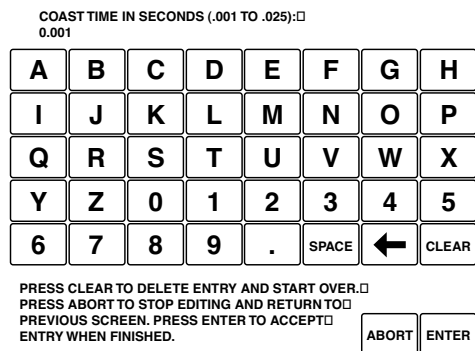 COAST TIME IN SECONDS (.001 TO .025):□
0.001
A B C D E F G H
I J K L M N O P
Q R S T U V W X
Y Z 0 1 2 3 4 5
6 7 8 9 . SPACE ← CLEAR
PRESS CLEAR TO DELETE ENTRY AND START OVER.□
PRESS ABORT TO STOP EDITING AND RETURN TO□
PREVIOUS SCREEN. PRESS ENTER TO ACCEPT□
ENTRY WHEN FINISHED.
ABORT ENTER